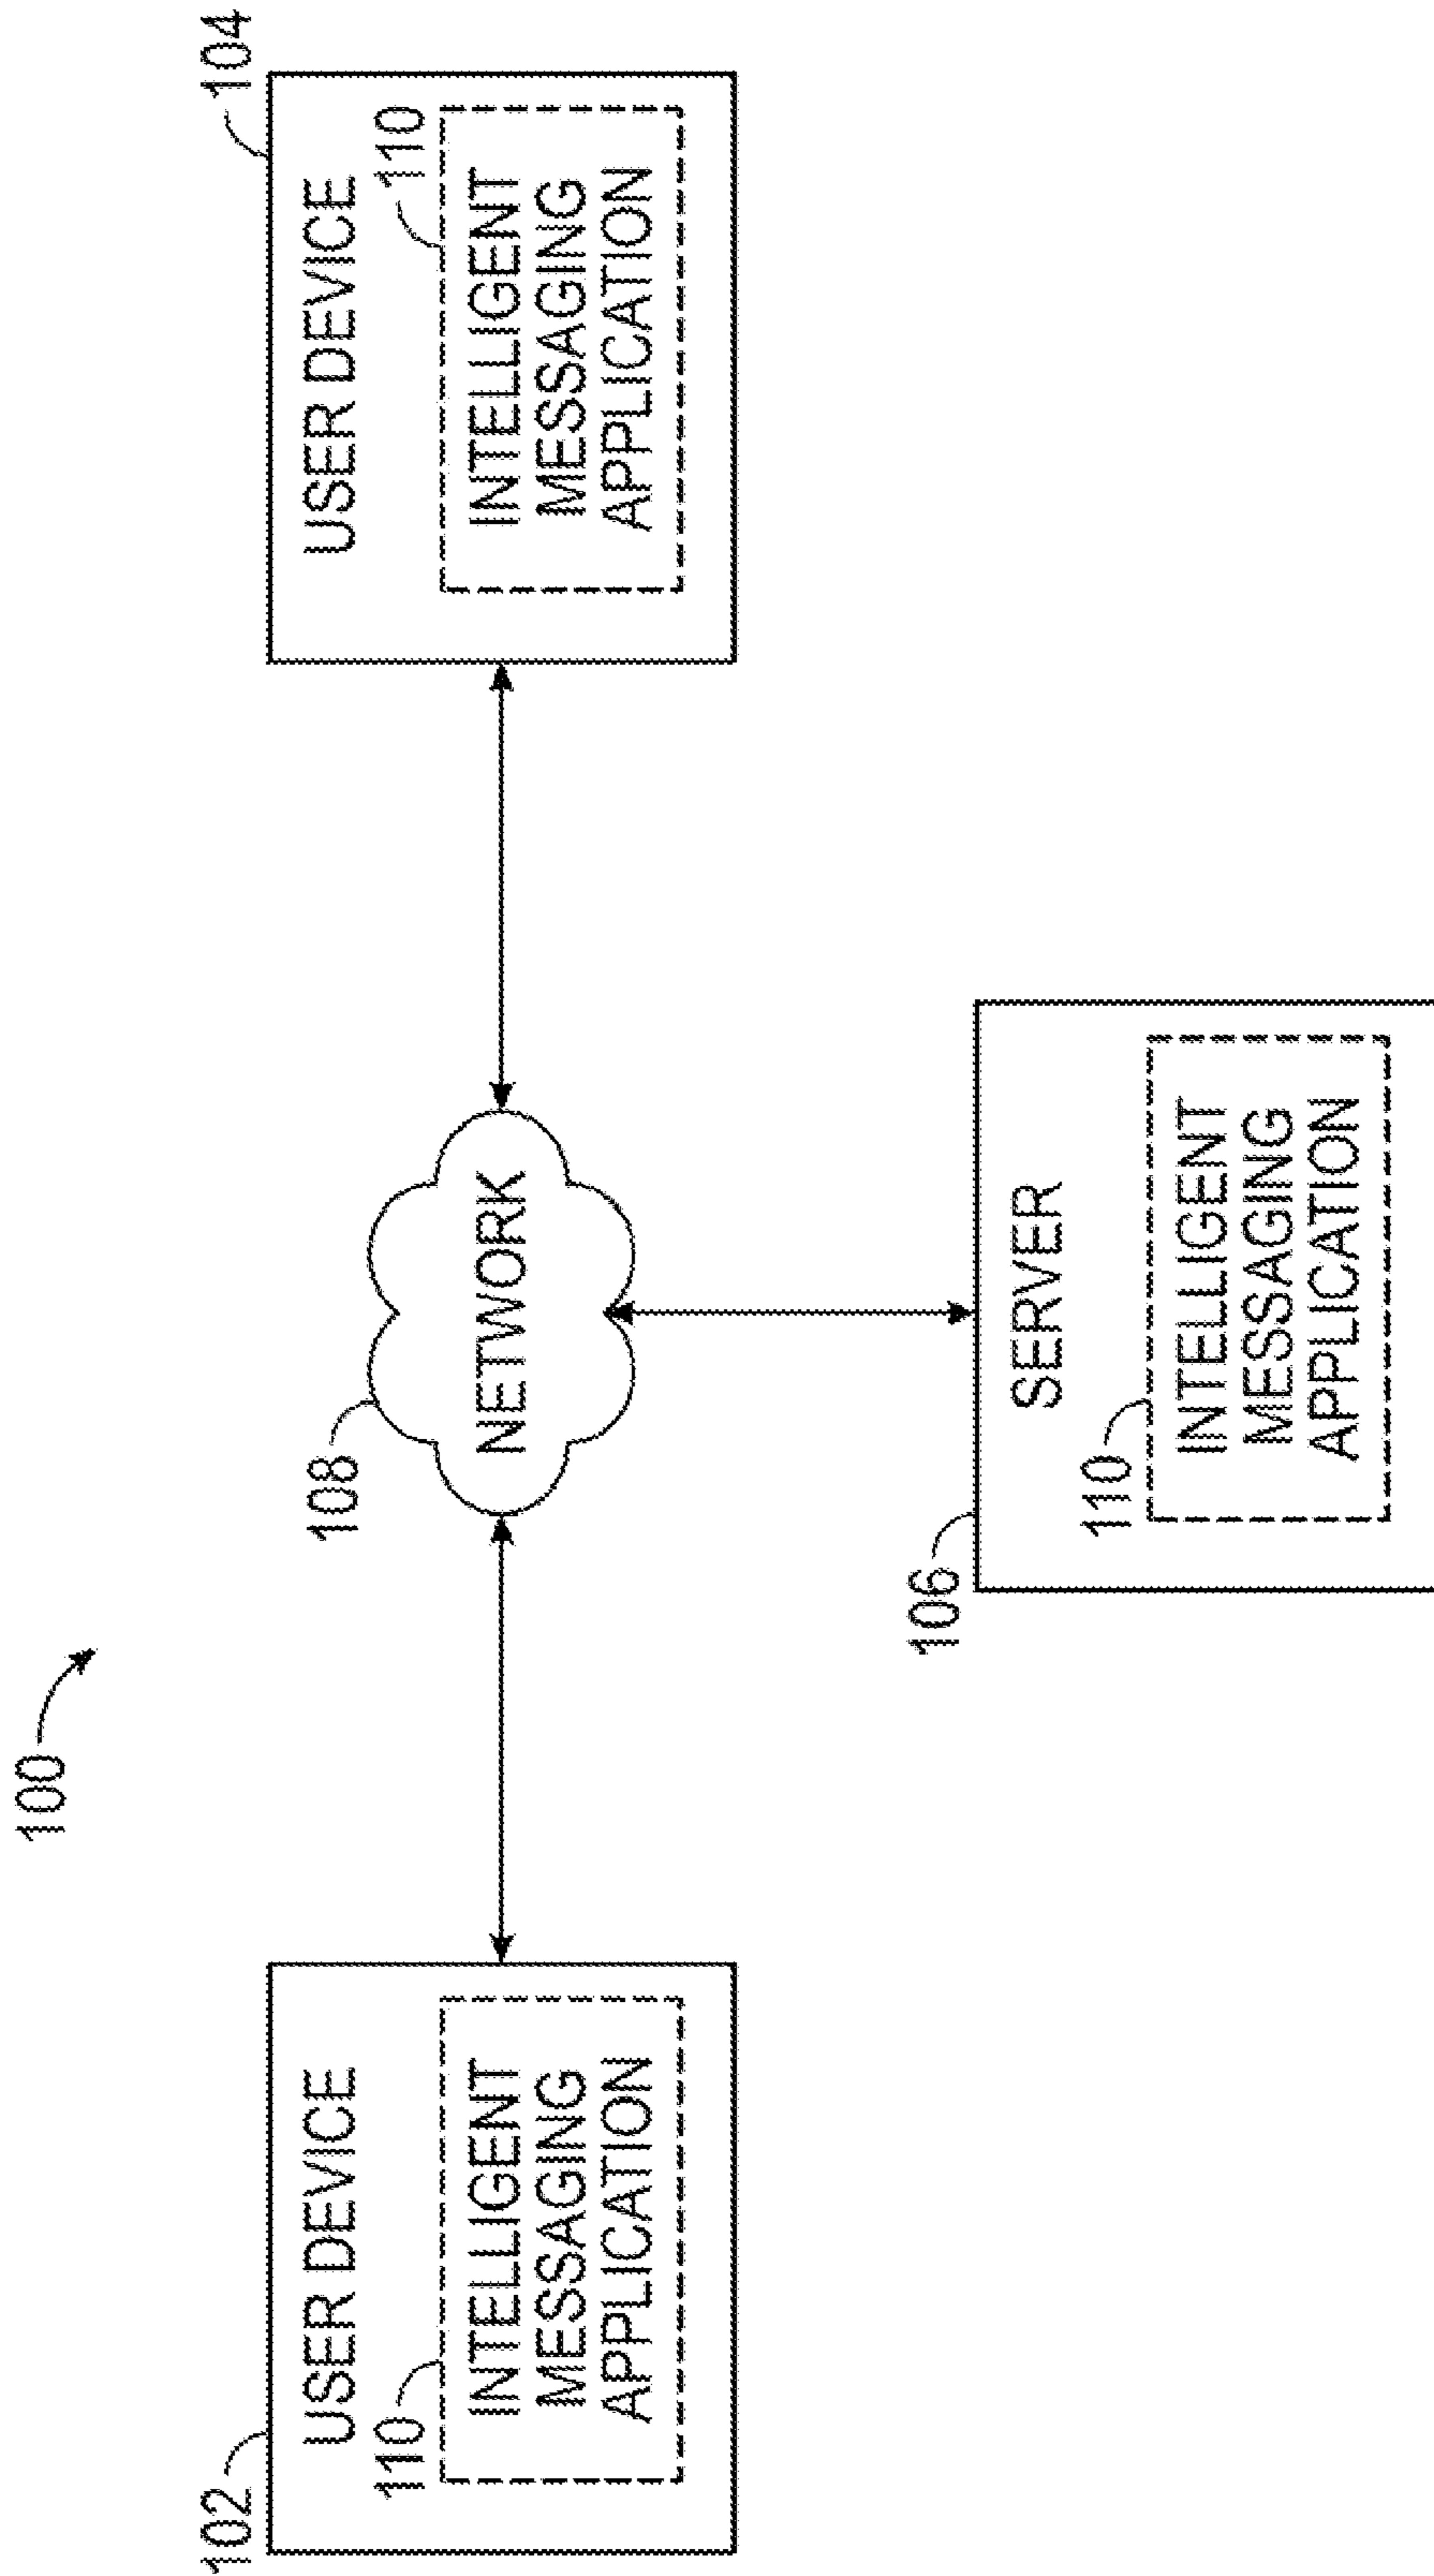 100
102
USER DEVICE
110
INTELLIGENT
MESSAGING
APPLICATION
108
NETWORK
104
USER DEVICE
110
INTELLIGENT
MESSAGING
APPLICATION
106
SERVER
110
INTELLIGENT
MESSAGING
APPLICATION